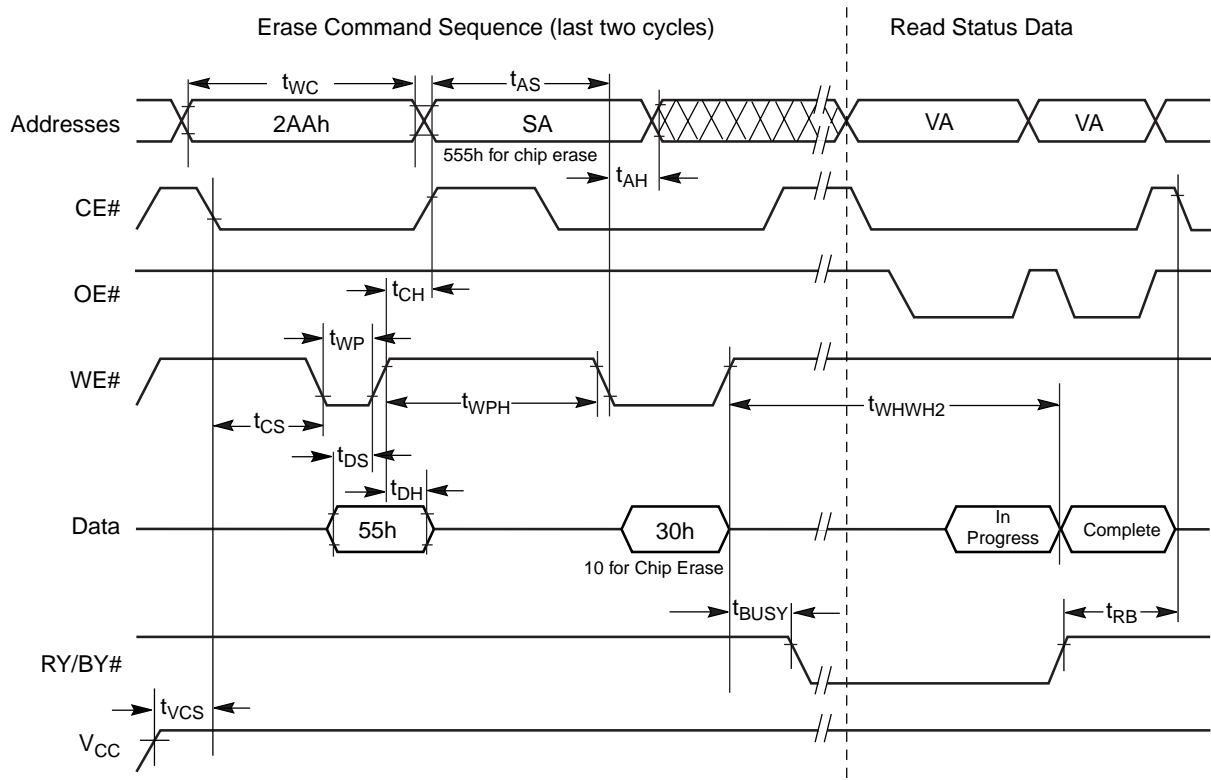 Erase Command Sequence (last two cycles)
Read Status Data
tWC
tAS
Addresses
2AAh
SA
VA
VA
555h for chip erase
tAH
CE#
OE#
tCH
tWP
WE#
tWPH
tWHWH2
tCS
tDS
tDH
Data
55h
30h
In
Progress
Complete
10 for Chip Erase
tBUSY
tRB
RY/BY#
tVCS
VCC